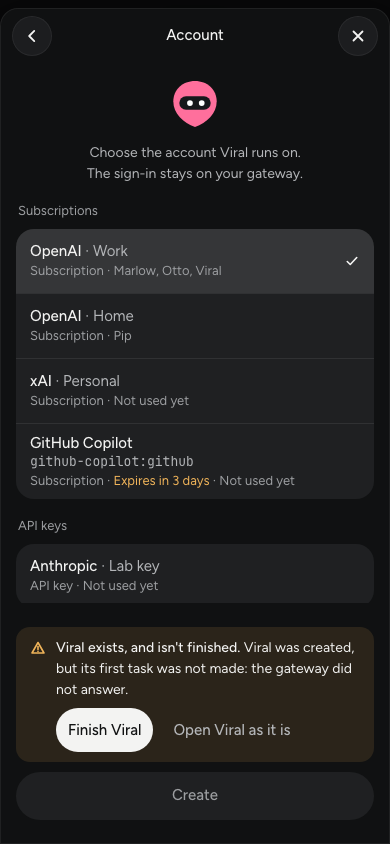 Account
Choose the account Viral runs on.
The sign-in stays on your gateway.
Subscriptions
OpenAI · Work
Subscription · Marlow, Otto, Viral
OpenAI · Home
Subscription · Pip
xAI · Personal
Subscription · Not used yet
GitHub Copilot
github-copilot:github
Subscription · Expires in 3 days · Not used yet
API keys
Anthropic · Lab key
API key · Not used yet
Viral exists, and isn't finished. Viral was created,
but its first task was not made: the gateway did
not answer.
Finish Viral
Open Viral as it is
Create